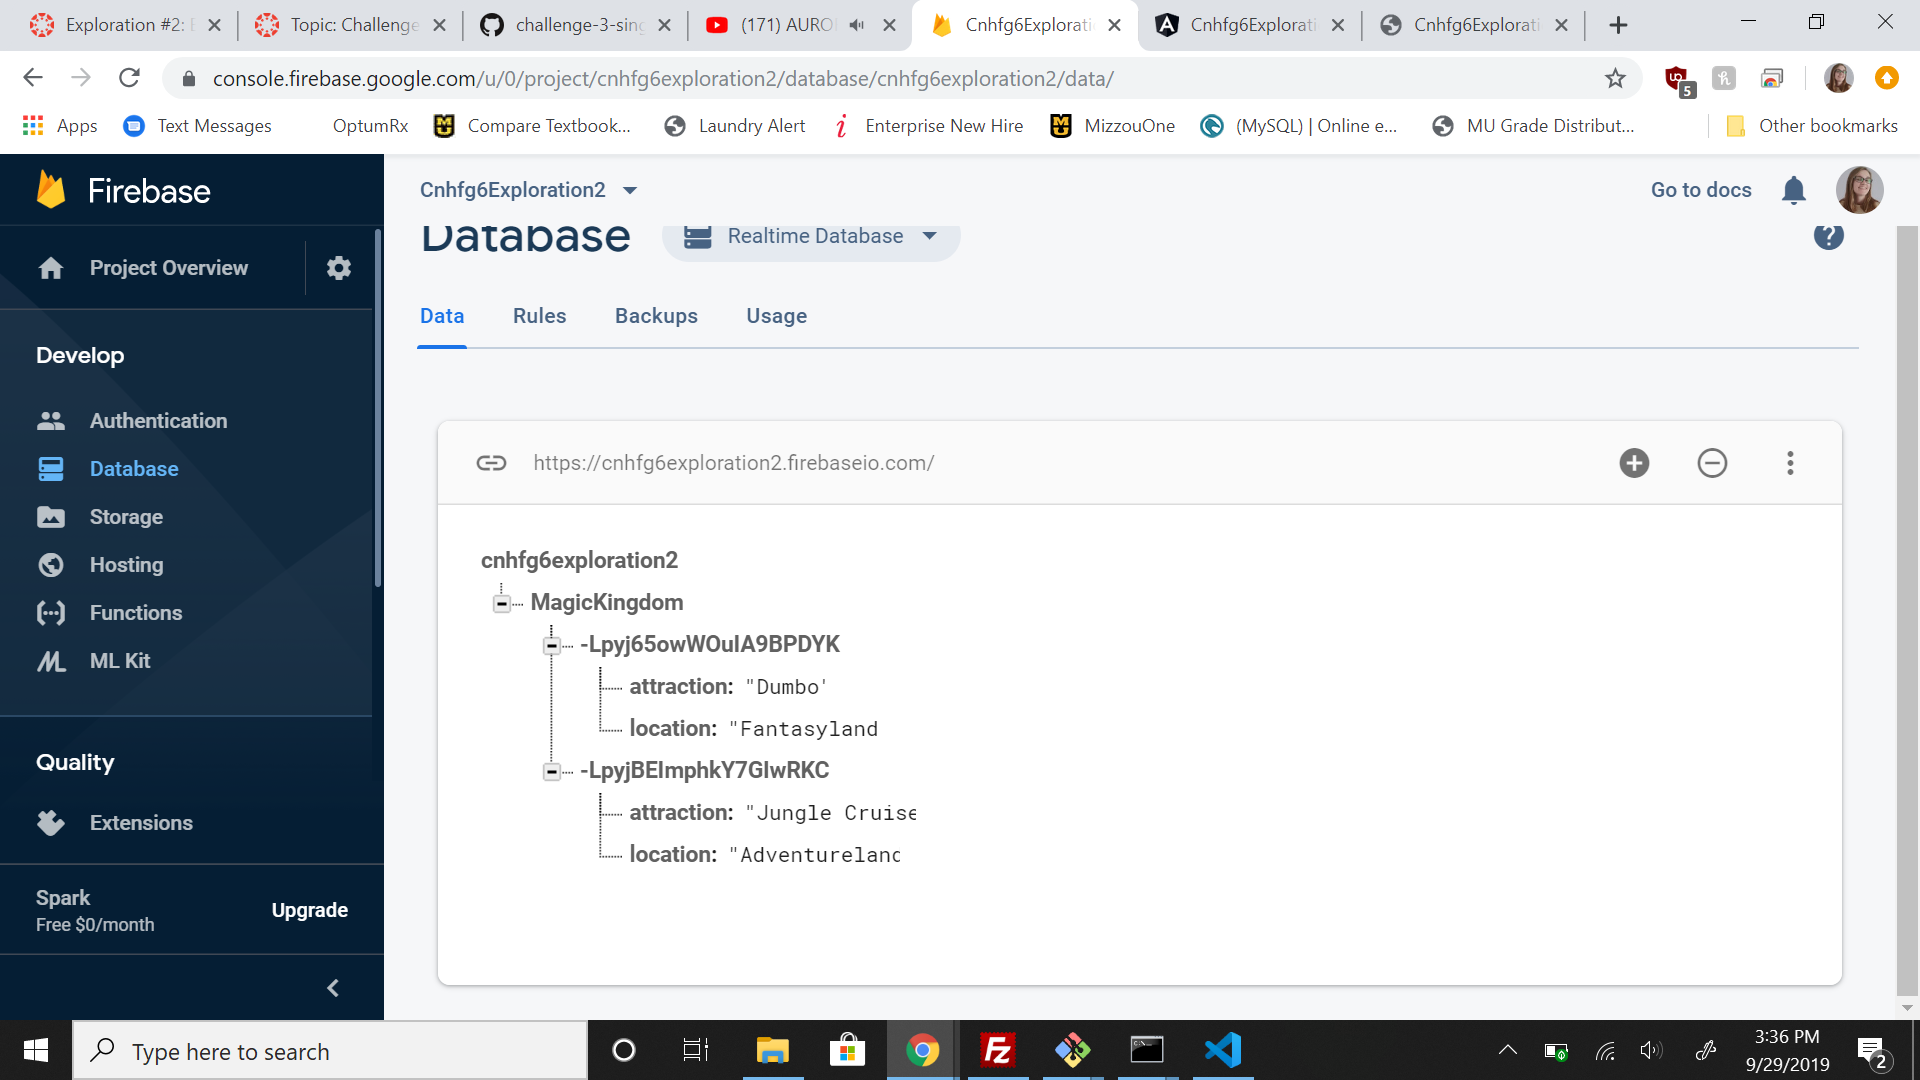 Exploration #2: E
Topic: Challenge
challenge-3-sing
(171) AURO
Cnhfg6Explorati
Cnhfg6Explorati
Cnhfg6Explorati
console.firebase.google.com/u/0/project/cnhfg6exploration2/database/cnhfg6exploration2/data/
5
Apps
Text Messages
OptumRx
Compare Textbook...
Laundry Alert
Enterprise New Hire
MizzouOne
(MySQL) | Online e...
MU Grade Distribut...
Other bookmarks
Firebase
Cnhfg6Exploration2
Go to docs
Project Overview
Database
Realtime Database
?
Data
Rules
Backups
Usage
Develop
Authentication
Database
Storage
Hosting
Functions
ML Kit
https://cnhfg6exploration2.firebaseio.com/
cnhfg6exploration2
MagicKingdom
-Lpyj65owWOuIA9BPDYK
attraction: "Dumbo'
location: "Fantasyland
-LpyjBEImphkY7GIwRKC
attraction: "Jungle Cruise
location: "Adventureland
Quality
Extensions
Spark
Free $0/month
Upgrade
Type here to search
3:36 PM
9/29/2019
2